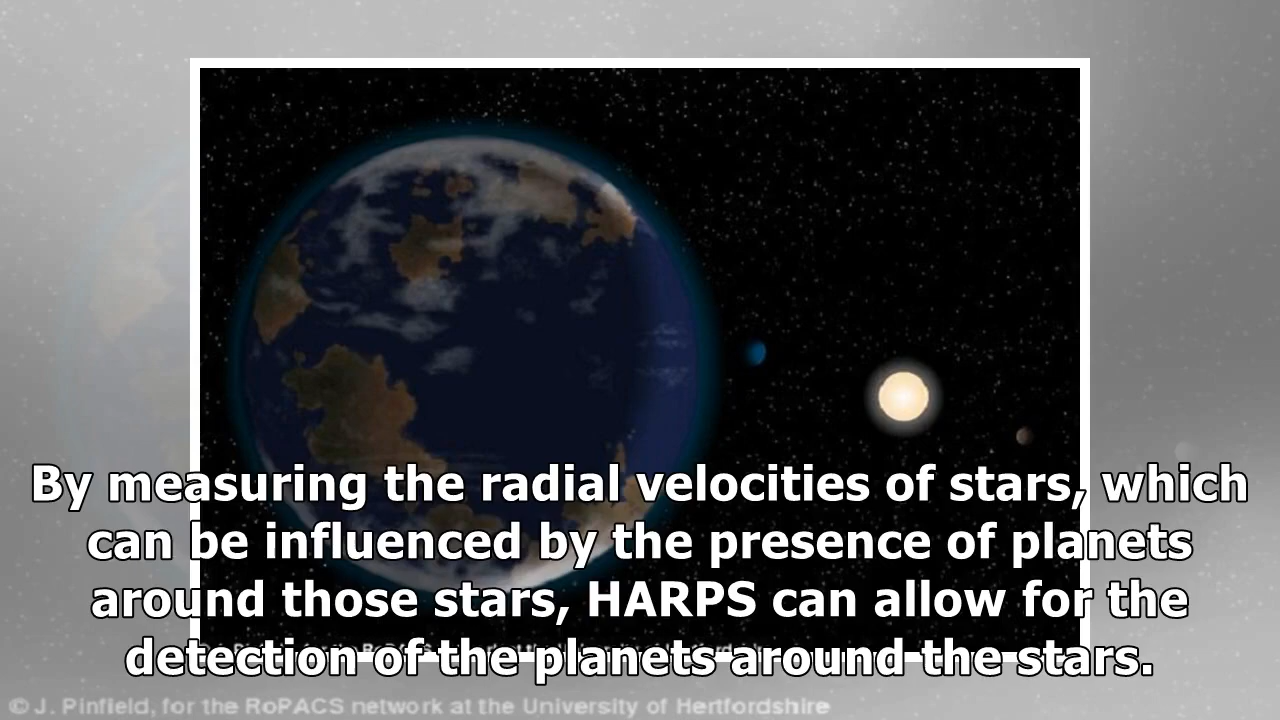 By measuring the radial velocities of stars, which
can be influenced by the presence of planets
around those stars, HARPS can allow for the
detection of the planets around the stars.
© J. Pinfield, for the RoPACS network at the University of Hertfordshire